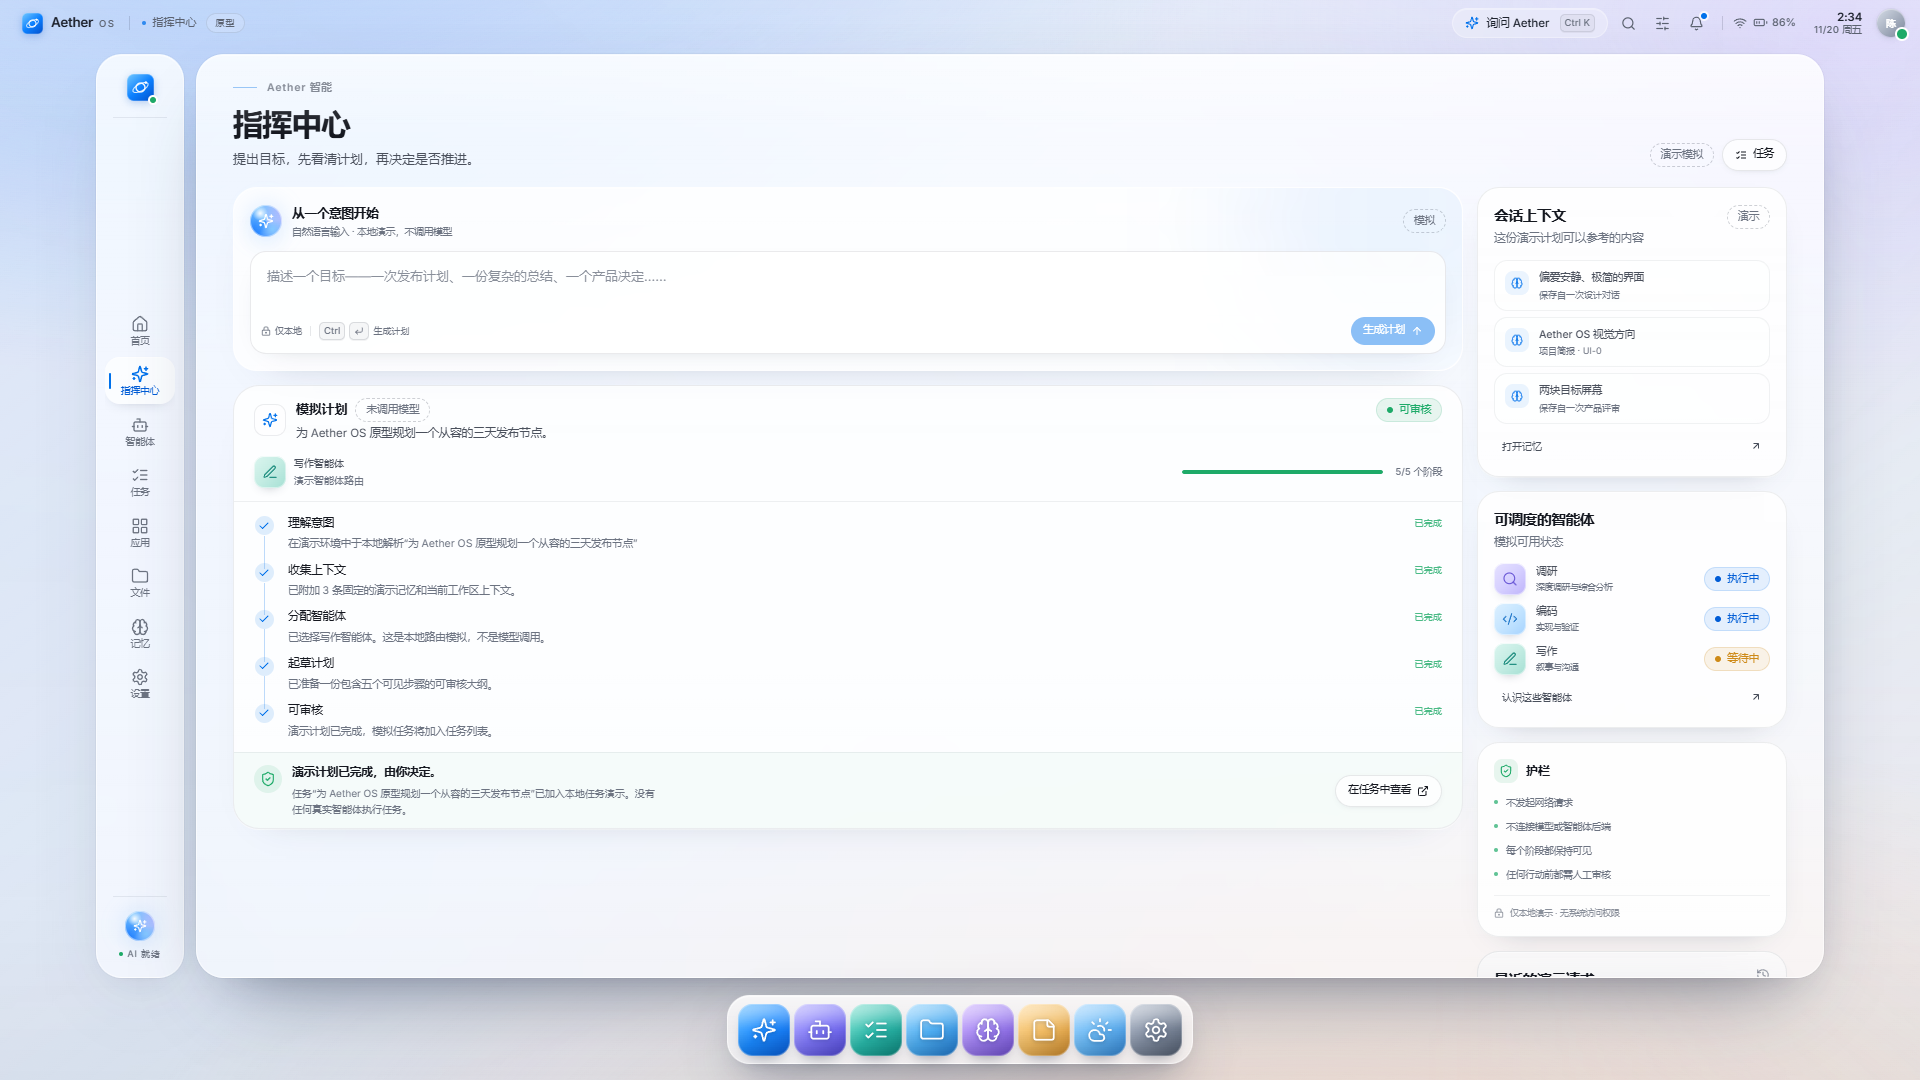 Aether OS
指挥中心
原型
询问 Aether
Ctrl K
86%
2:34
11/20 周五
陈
首页
指挥中心
智能体
任务
应用
文件
记忆
设置
AI 就绪
Aether 智能
指挥中心
提出目标，先看清计划，再决定是否推进。
演示模拟
任务
从一个意图开始
自然语言输入 · 本地演示，不调用模型
模拟
描述一个目标——一次发布计划、一份复杂的总结、一个产品决定……
仅本地
Ctrl
生成计划
生成计划
模拟计划
未调用模型
可审核
为 Aether OS 原型规划一个从容的三天发布节点。
写作智能体
演示智能体路由
5/5 个阶段
理解意图
已完成
在演示环境中于本地解析“为 Aether OS 原型规划一个从容的三天发布节点”
收集上下文
已完成
已附加 3 条固定的演示记忆和当前工作区上下文。
分配智能体
已完成
已选择写作智能体。这是本地路由模拟，不是模型调用。
起草计划
已完成
已准备一份包含五个可见步骤的可审核大纲。
可审核
已完成
演示计划已完成，模拟任务将加入任务列表。
演示计划已完成，由你决定。
任务“为 Aether OS 原型规划一个从容的三天发布节点”已加入本地任务演示。没有
任何真实智能体执行任务。
在任务中查看
会话上下文
演示
这份演示计划可以参考的内容
偏爱安静、极简的界面
保存自一次设计对话
Aether OS 视觉方向
项目简报 · UI-0
两块目标屏幕
保存自一次产品评审
打开记忆
可调度的智能体
模拟可用状态
调研
深度调研与综合分析
执行中
编码
实现与验证
执行中
写作
叙事与沟通
等待中
认识这些智能体
护栏
不发起网络请求
不连接模型或智能体后端
每个阶段都保持可见
任何行动前都需人工审核
仅本地演示 · 无系统访问权限
最近的演示请求